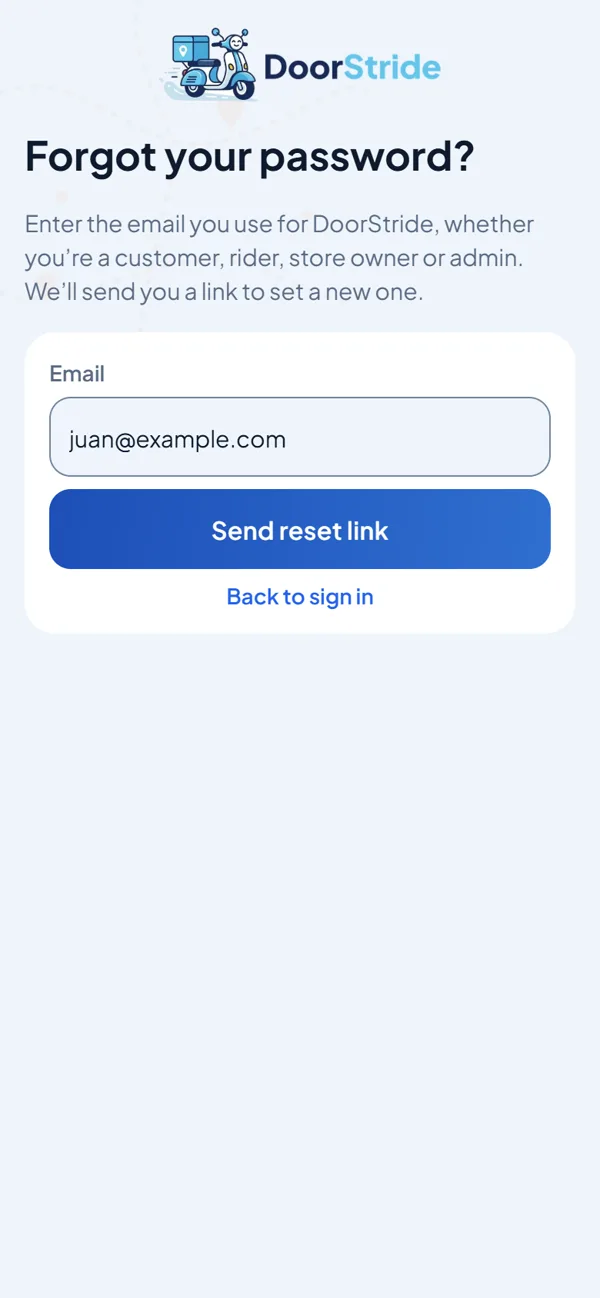 DoorStride
Forgot your password?
Enter the email you use for DoorStride, whether
you’re a customer, rider, store owner or admin.
We’ll send you a link to set a new one.
Email
juan@example.com
Send reset link
Back to sign in